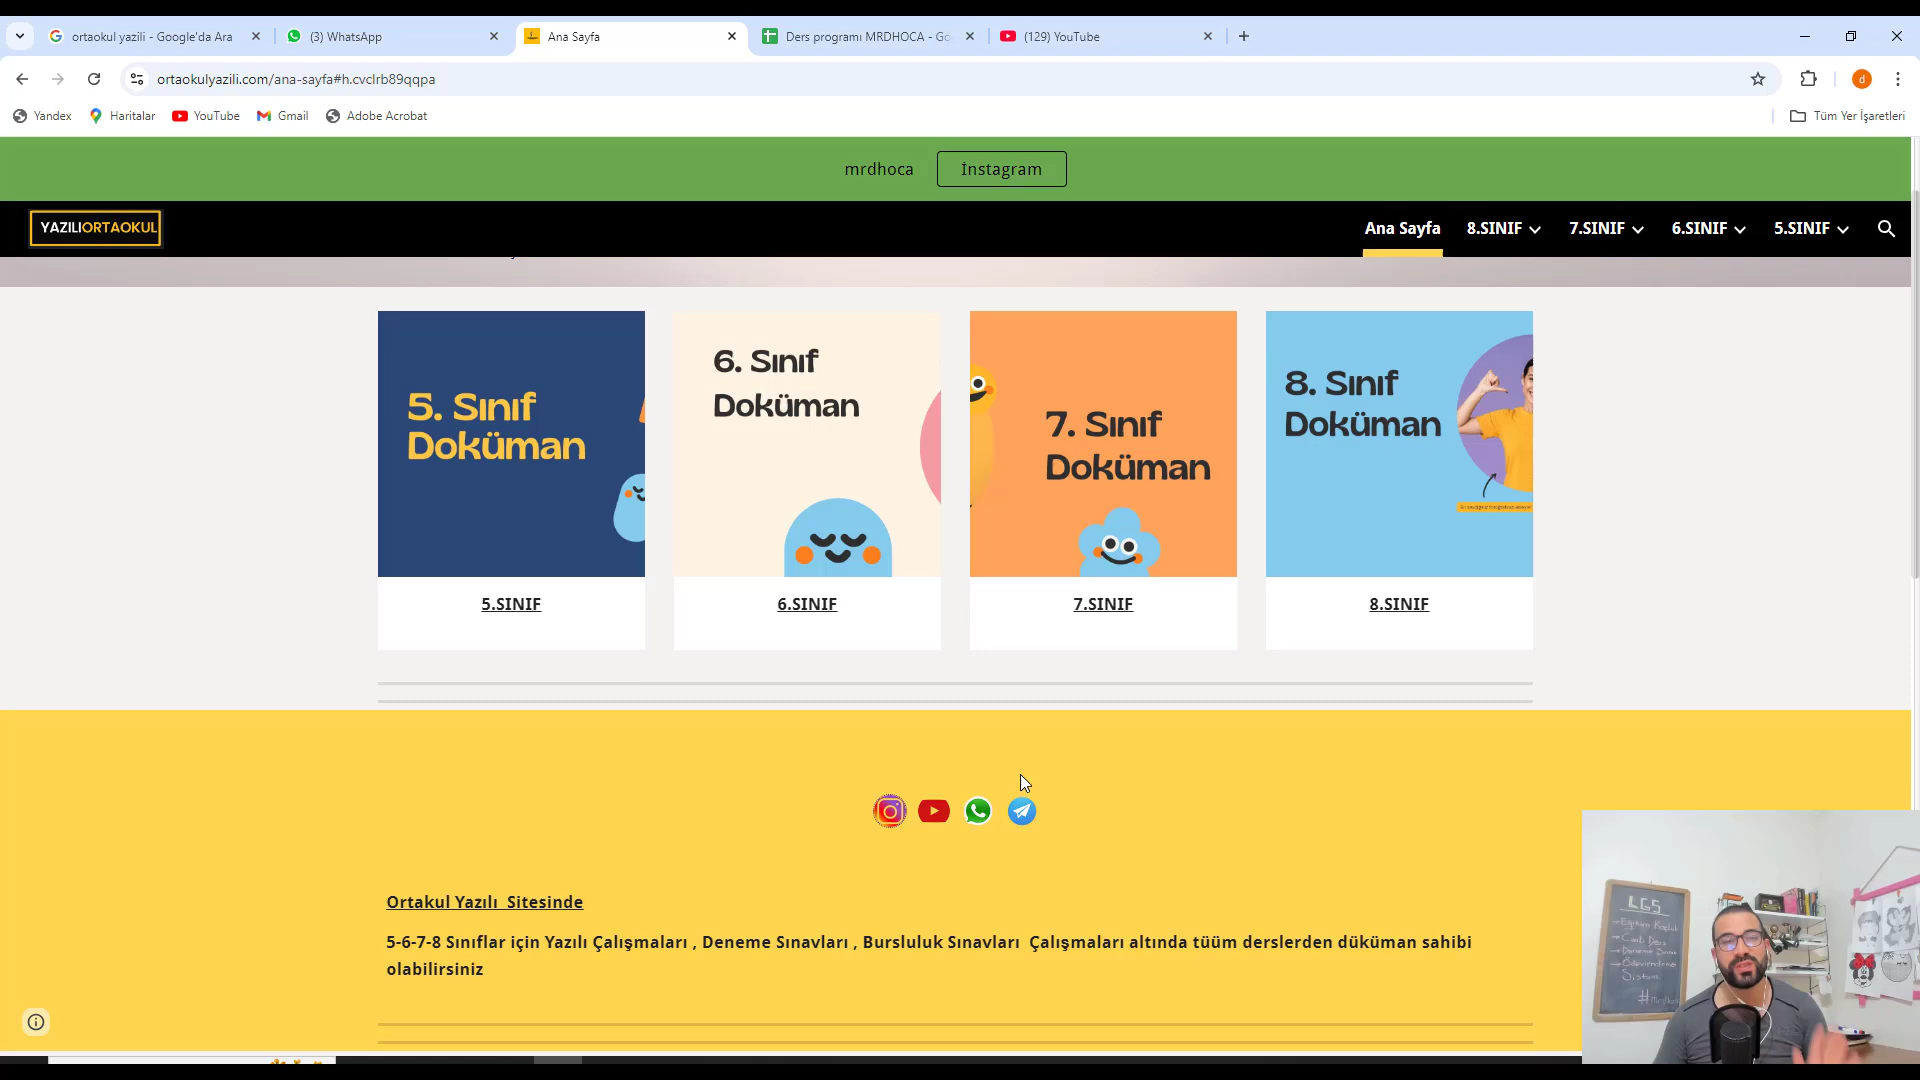 ortaokul yazili - Google'da Ara
(3) WhatsApp
Ana Sayfa
Ders programı MRDHOCA - Go
(129) YouTube
ortaokulyazili.com/ana-sayfa#h.cvclrb89qqpa
d
Yandex
Haritalar
YouTube
Gmail
Adobe Acrobat
Tüm Yer İşaretleri
mrdhoca
İnstagram
YAZILIORTAOKUL
Ana Sayfa
8.SINIF
7.SINIF
6.SINIF
5.SINIF
5. Sınıf
Doküman
6. Sınıf
Doküman
7. Sınıf
Doküman
8. Sınıf
Doküman
5.SINIF
6.SINIF
7.SINIF
8.SINIF
Ortakul Yazılı  Sitesinde
5-6-7-8 Sınıflar için Yazılı Çalışmaları , Deneme Sınavları , Bursluluk Sınavları  Çalışmaları altında tüüm derslerden düküman sahibi
olabilirsiniz
LGS